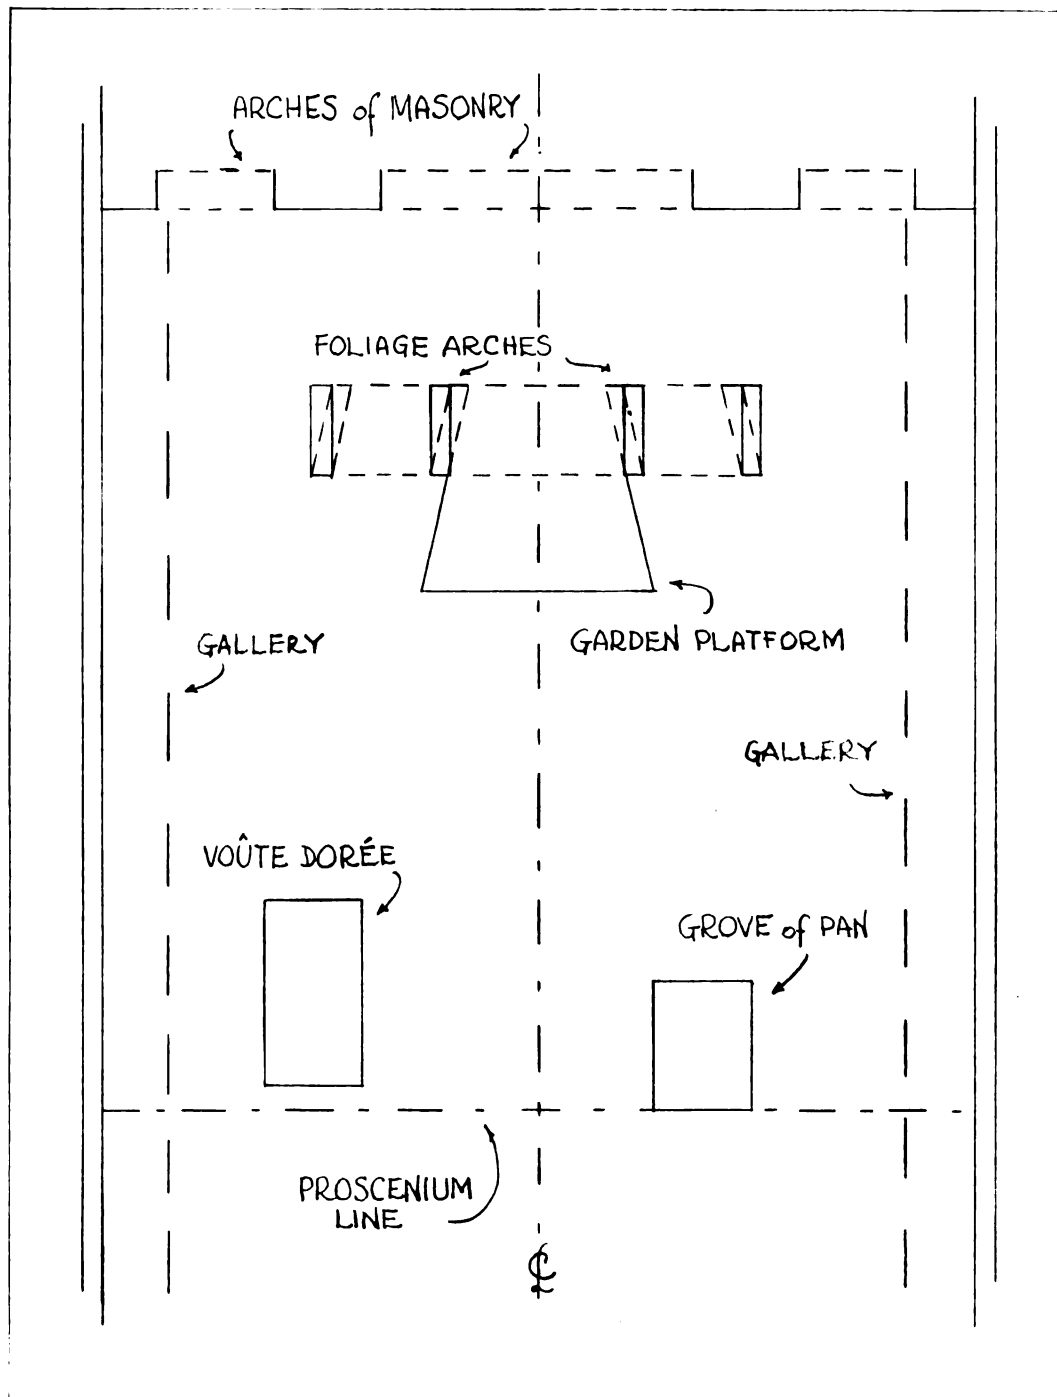 ARCHES of MASONRY
FOLIAGE ARCHES
GARDEN PLATFORM
GALLERY
GALLERY
VOÛTE DORÉE
GROVE of PAN
PROSCENIUM
LINE
℄